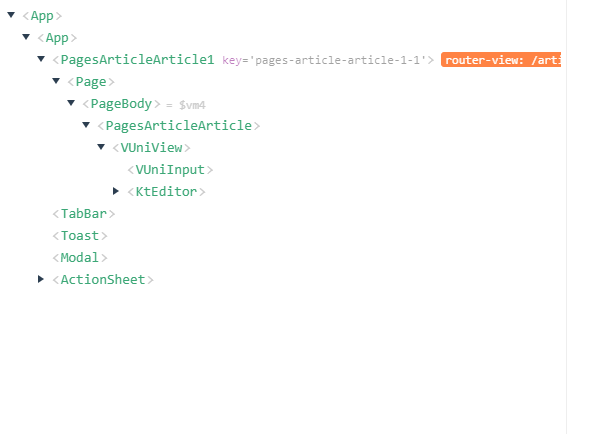 <App>
<App>
<PagesArticleArticle1 key='pages-article-article-1-1'> router-view: /arti
<Page>
<PageBody> = $vm4
<PagesArticleArticle>
<VUniView>
<VUniInput>
<KtEditor>
<TabBar>
<Toast>
<Modal>
<ActionSheet>